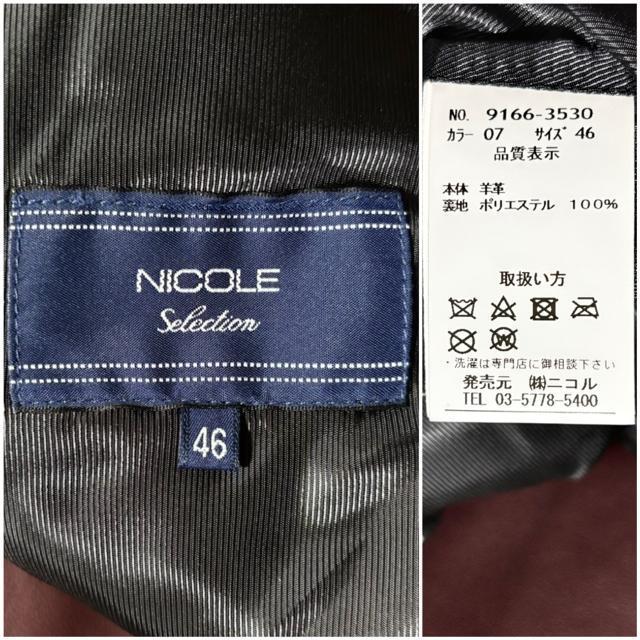 NICOLE
Selection
46
NO. 9166-3530
カラー 07 サイズ 46
品質表示
本体 羊革
裏地 ポリエステル 100%
取扱い方
・洗濯は専門店に御相談下さい
発売元 ㈱ニコル
TEL 03-5778-5400